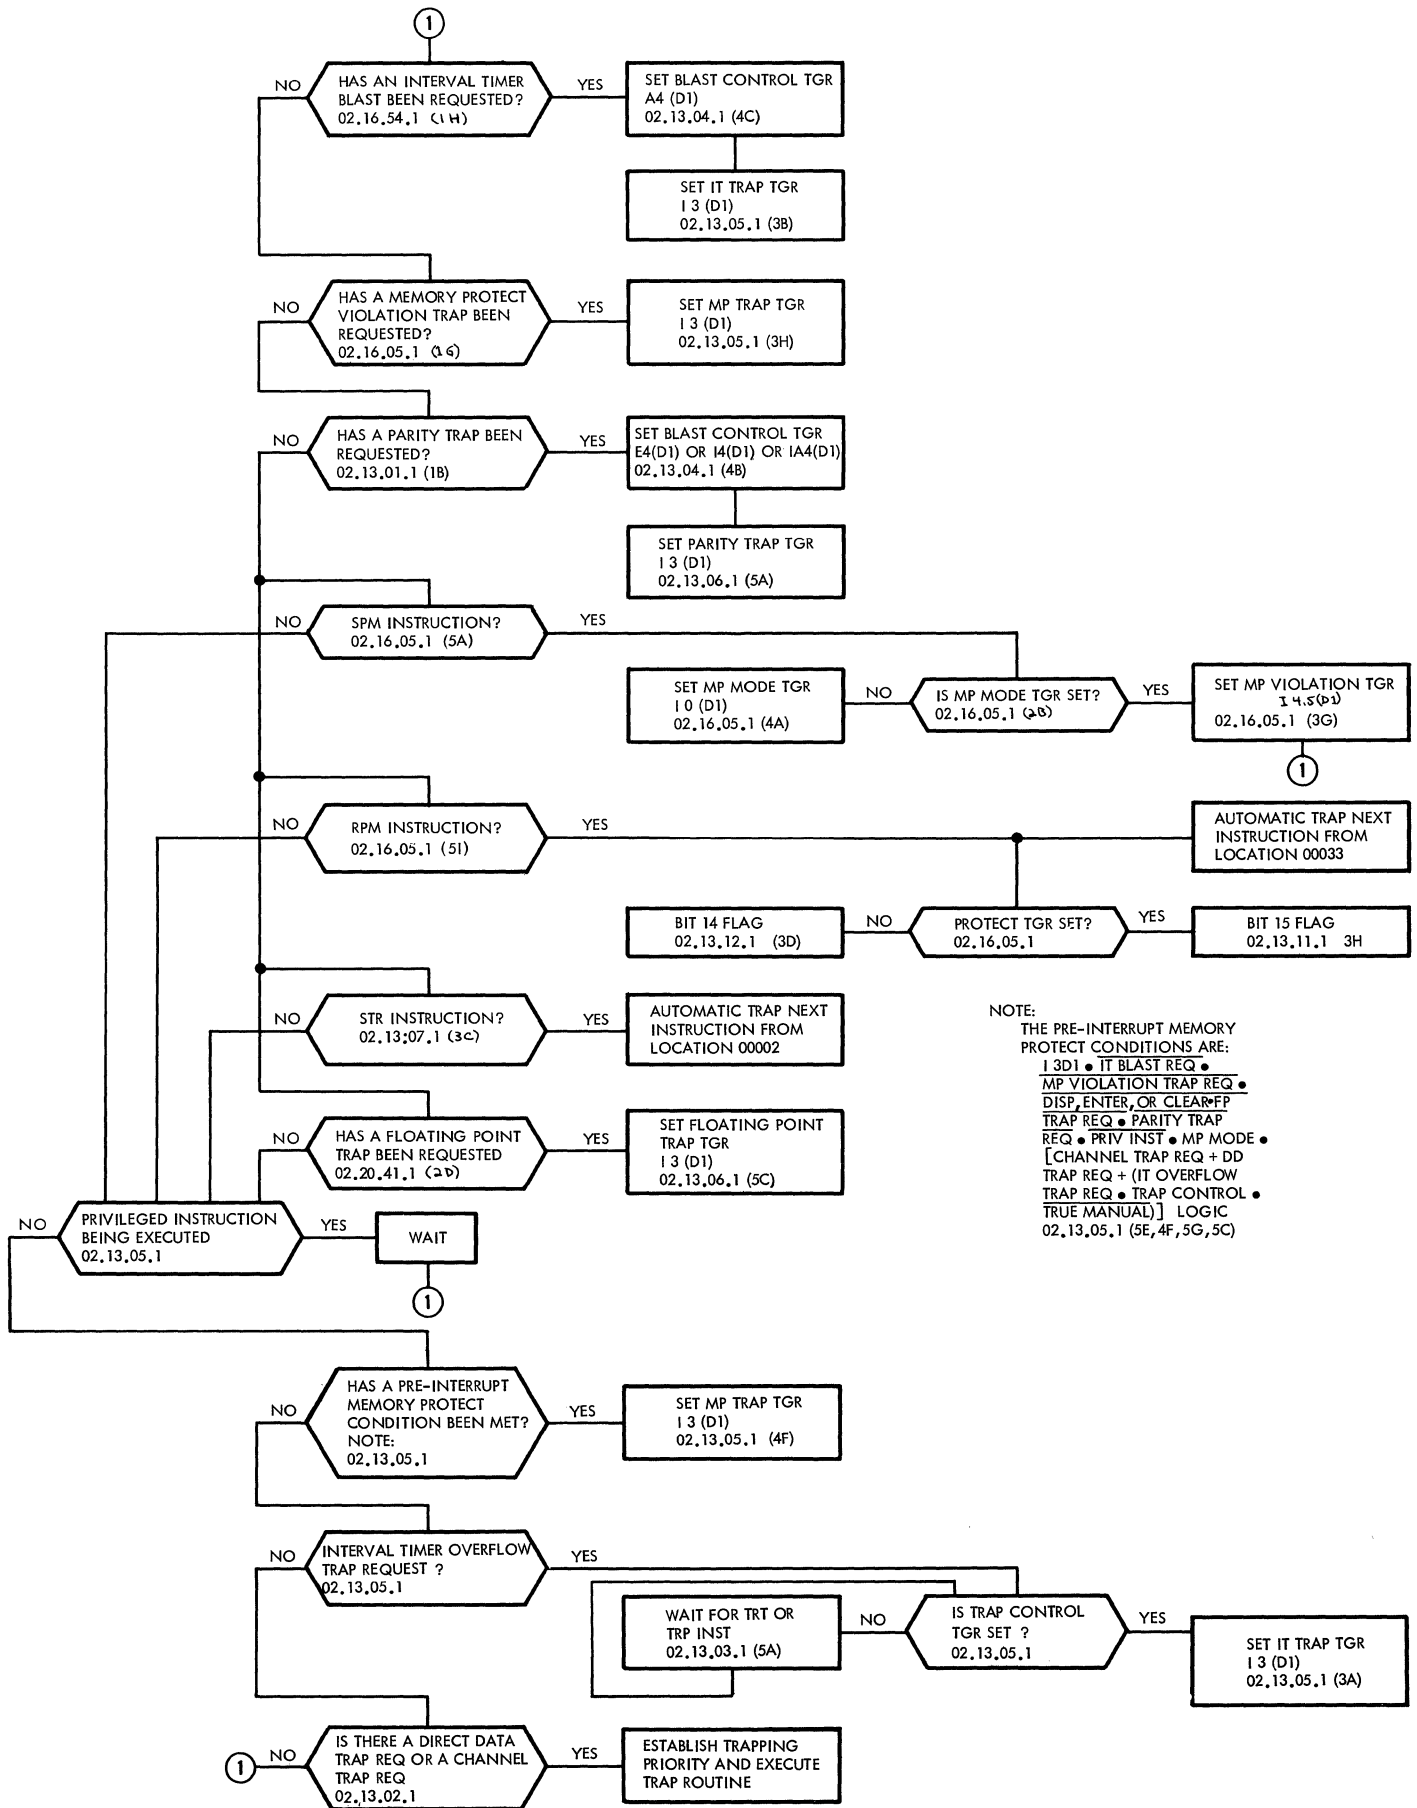 1
NO
HAS AN INTERVAL TIMER
BLAST BEEN REQUESTED?
02.16.54.1 (1H)
YES
SET BLAST CONTROL TGR
A4 (D1)
02.13.04.1 (4C)
SET IT TRAP TGR
I 3 (D1)
02.13.05.1 (3B)
NO
HAS A MEMORY PROTECT
VIOLATION TRAP BEEN
REQUESTED?
02.16.05.1 (1G)
YES
SET MP TRAP TGR
I 3 (D1)
02.13.05.1 (3H)
NO
HAS A PARITY TRAP BEEN
REQUESTED?
02.13.01.1 (1B)
YES
SET BLAST CONTROL TGR
E4(D1) OR I4(D1) OR IA4(D1)
02.13.04.1 (4B)
SET PARITY TRAP TGR
I 3 (D1)
02.13.06.1 (5A)
NO
SPM INSTRUCTION?
02.16.05.1 (5A)
YES
SET MP MODE TGR
I 0 (D1)
02.16.05.1 (4A)
NO
IS MP MODE TGR SET?
02.16.05.1 (2B)
YES
SET MP VIOLATION TGR
I 4.5(D1)
02.16.05.1 (3G)
1
NO
RPM INSTRUCTION?
02.16.05.1 (5I)
YES
AUTOMATIC TRAP NEXT
INSTRUCTION FROM
LOCATION 00033
BIT 14 FLAG
02.13.12.1 (3D)
NO
PROTECT TGR SET?
02.16.05.1
YES
BIT 15 FLAG
02.13.11.1 3H
NO
STR INSTRUCTION?
02.13:07.1 (3C)
YES
AUTOMATIC TRAP NEXT
INSTRUCTION FROM
LOCATION 00002
NOTE:
THE PRE-INTERRUPT MEMORY
PROTECT CONDITIONS ARE:
I 3D1 • IT BLAST REQ •
MP VIOLATION TRAP REQ •
DISP, ENTER, OR CLEAR•FP
TRAP REQ • PARITY TRAP
REQ • PRIV INST • MP MODE •
[CHANNEL TRAP REQ + DD
TRAP REQ + (IT OVERFLOW
TRAP REQ • TRAP CONTROL •
TRUE MANUAL)] LOGIC
02.13.05.1 (5E, 4F, 5G, 5C)
NO
HAS A FLOATING POINT
TRAP BEEN REQUESTED
02.20.41.1 (2D)
YES
SET FLOATING POINT
TRAP TGR
I 3 (D1)
02.13.06.1 (5C)
NO
PRIVILEGED INSTRUCTION
BEING EXECUTED
02.13.05.1
YES
WAIT
1
NO
HAS A PRE-INTERRUPT
MEMORY PROTECT
CONDITION BEEN MET?
NOTE:
02.13.05.1
YES
SET MP TRAP TGR
I 3 (D1)
02.13.05.1 (4F)
NO
INTERVAL TIMER OVERFLOW
TRAP REQUEST ?
02.13.05.1
YES
WAIT FOR TRT OR
TRP INST
02.13.03.1 (5A)
NO
IS TRAP CONTROL
TGR SET ?
02.13.05.1
YES
SET IT TRAP TGR
I 3 (D1)
02.13.05.1 (3A)
1
NO
IS THERE A DIRECT DATA
TRAP REQ OR A CHANNEL
TRAP REQ
02.13.02.1
YES
ESTABLISH TRAPPING
PRIORITY AND EXECUTE
TRAP ROUTINE